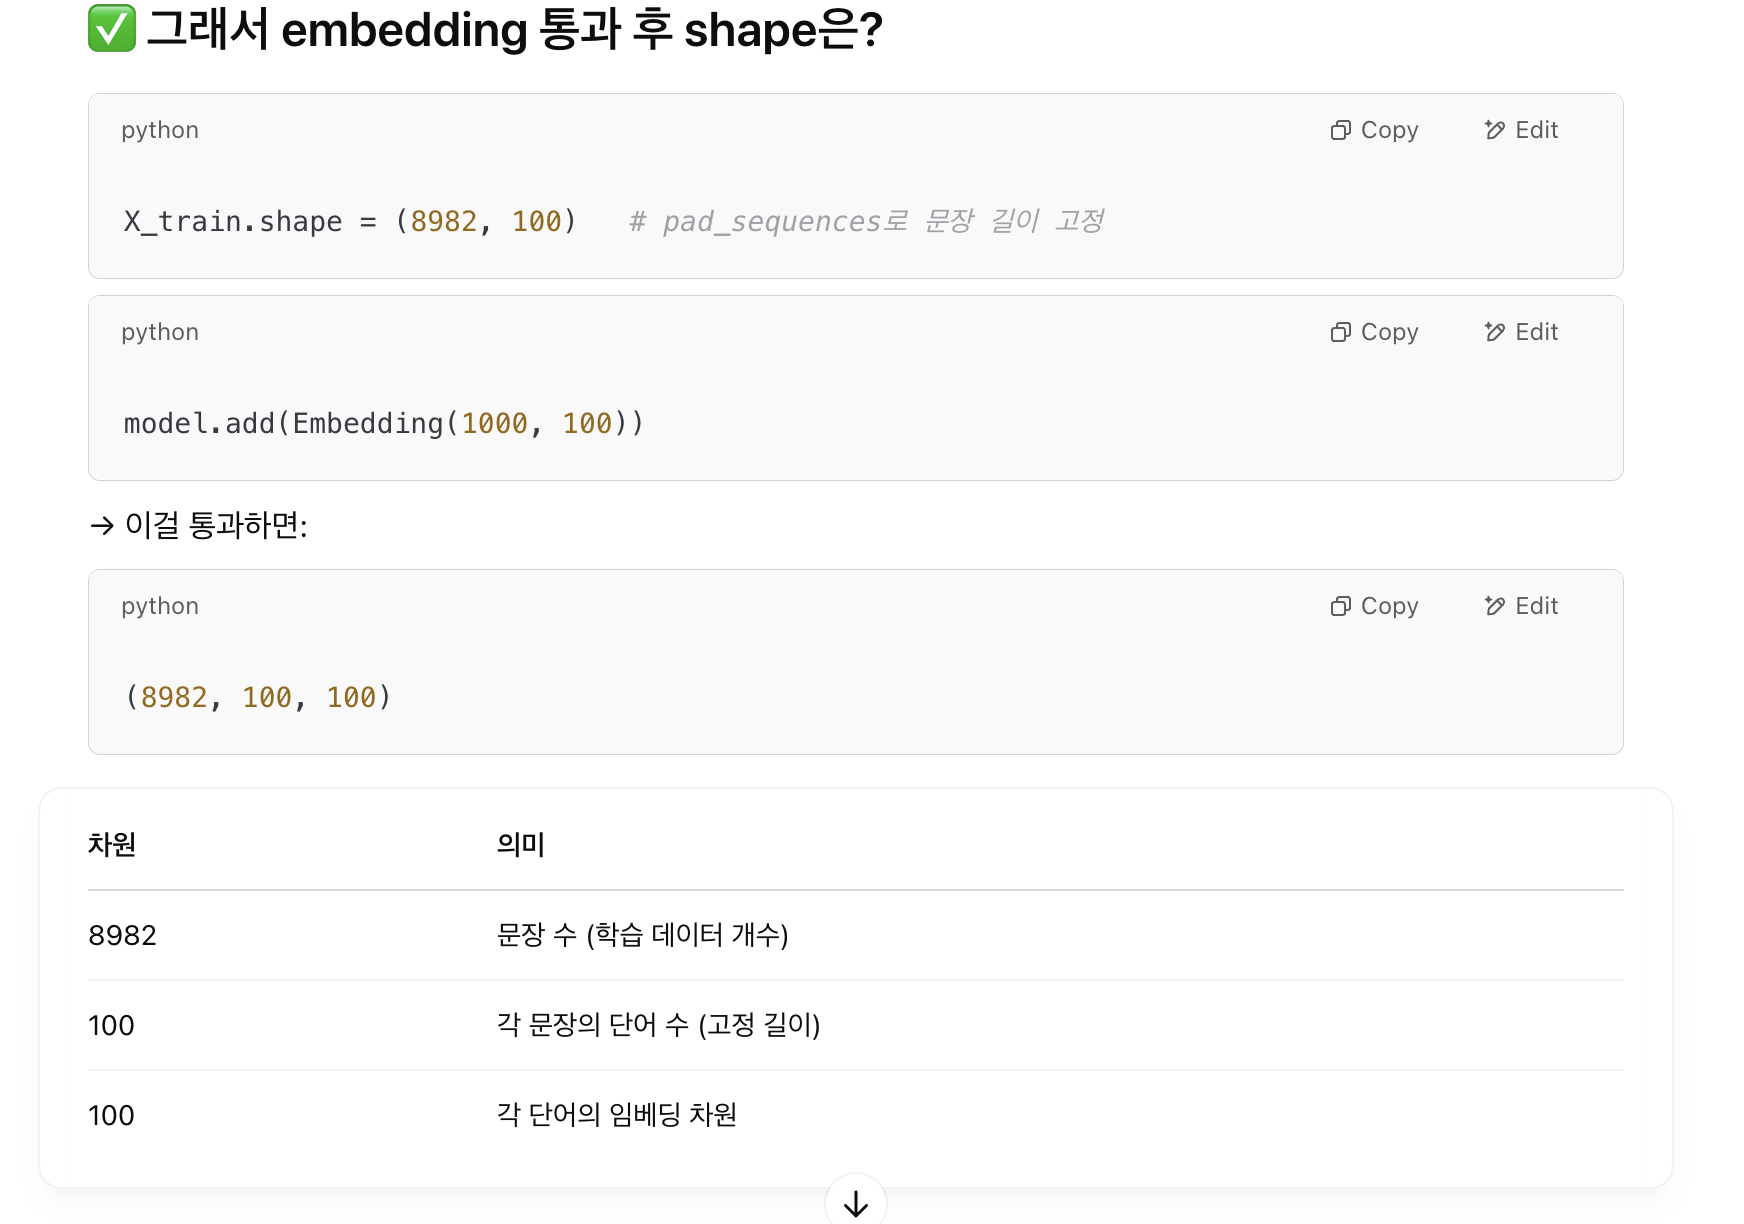 ✅ 그래서 embedding 통과 후 shape은?
python
Copy
Edit
X_train.shape = (8982, 100)   # pad_sequences로 문장 길이 고정
python
Copy
Edit
model.add(Embedding(1000, 100))
→ 이걸 통과하면:
python
Copy
Edit
(8982, 100, 100)
차원
의미
8982
문장 수 (학습 데이터 개수)
100
각 문장의 단어 수 (고정 길이)
100
각 단어의 임베딩 차원